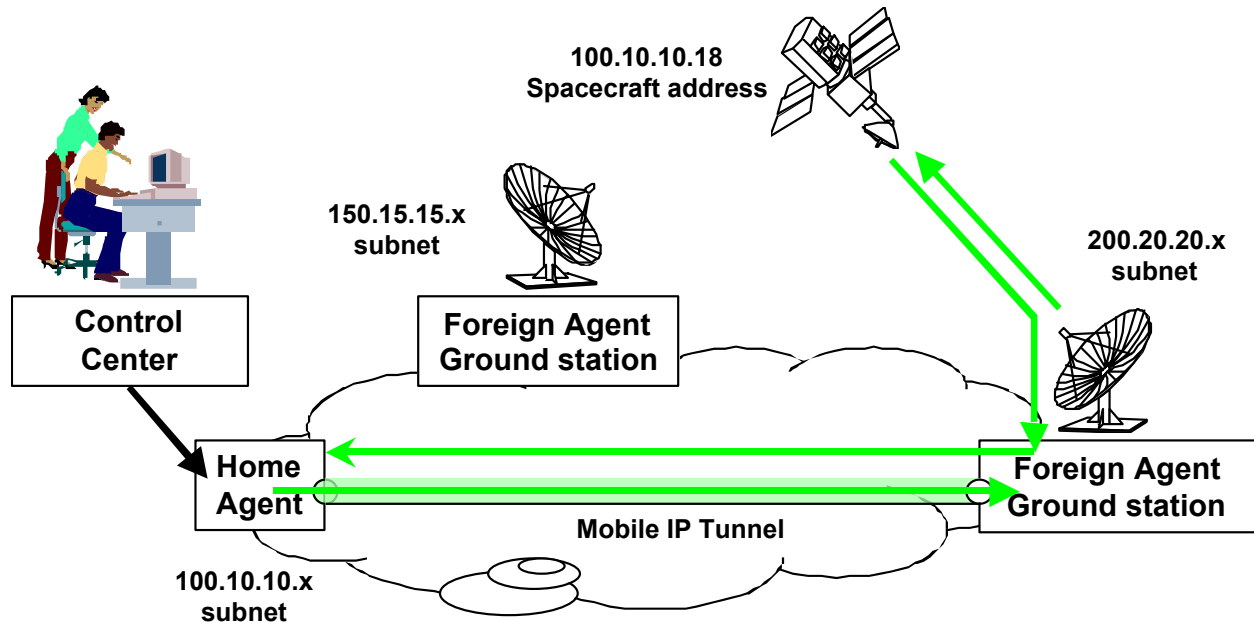 100.10.10.18
Spacecraft address
150.15.15.x
subnet
200.20.20.x
subnet
Control
Center
Foreign Agent
Ground station
Home
Agent
Foreign Agent
Ground station
Mobile IP Tunnel
100.10.10.x
subnet